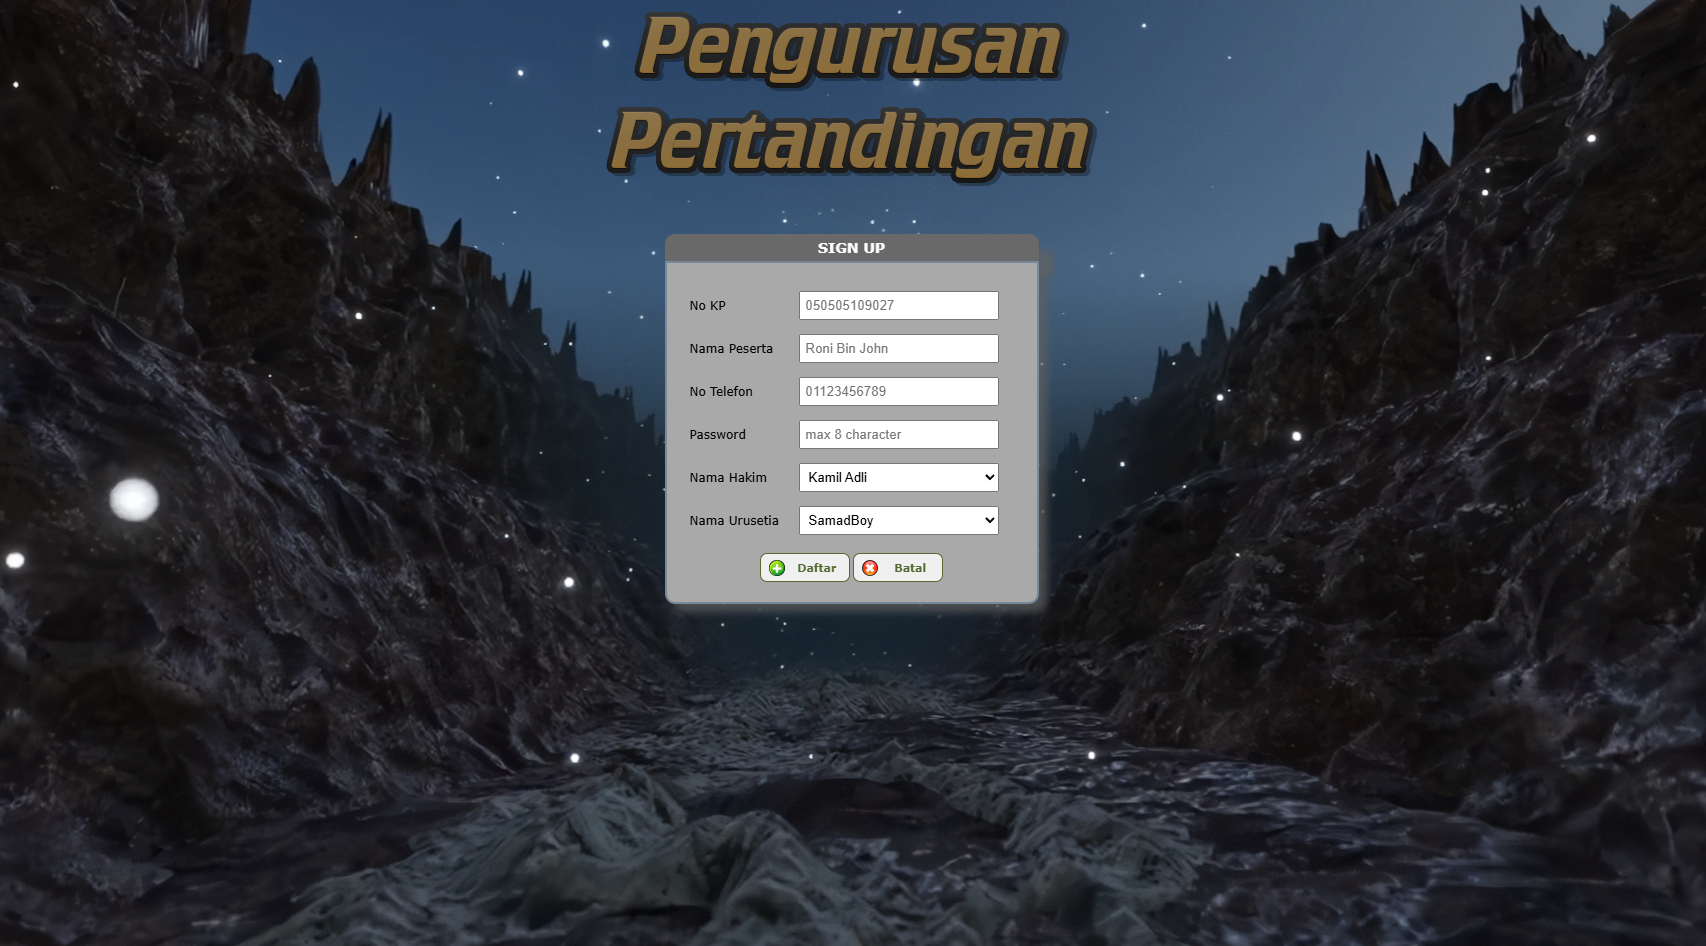 Pengurusan
Pertandingan
SIGN UP
No KP 050505109027
Nama Peserta Roni Bin John
No Telefon 01123456789
Password max 8 character
Nama Hakim Kamil Adli
Nama Urusetia SamadBoy
Daftar Batal